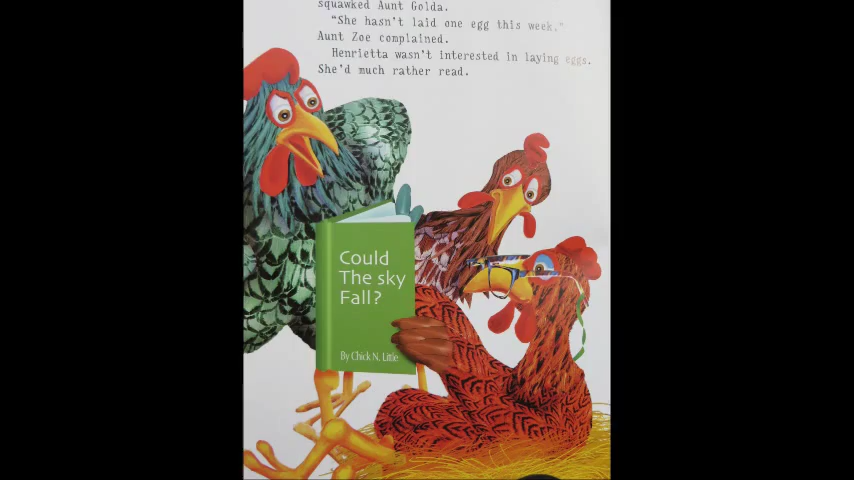 squawked Aunt Golda.
"She hasn't laid one egg this week,"
Aunt Zoe complained.
Henrietta wasn't interested in laying eggs.
She'd much rather read.
Could
The sky
Fall?
By Chick N. Little